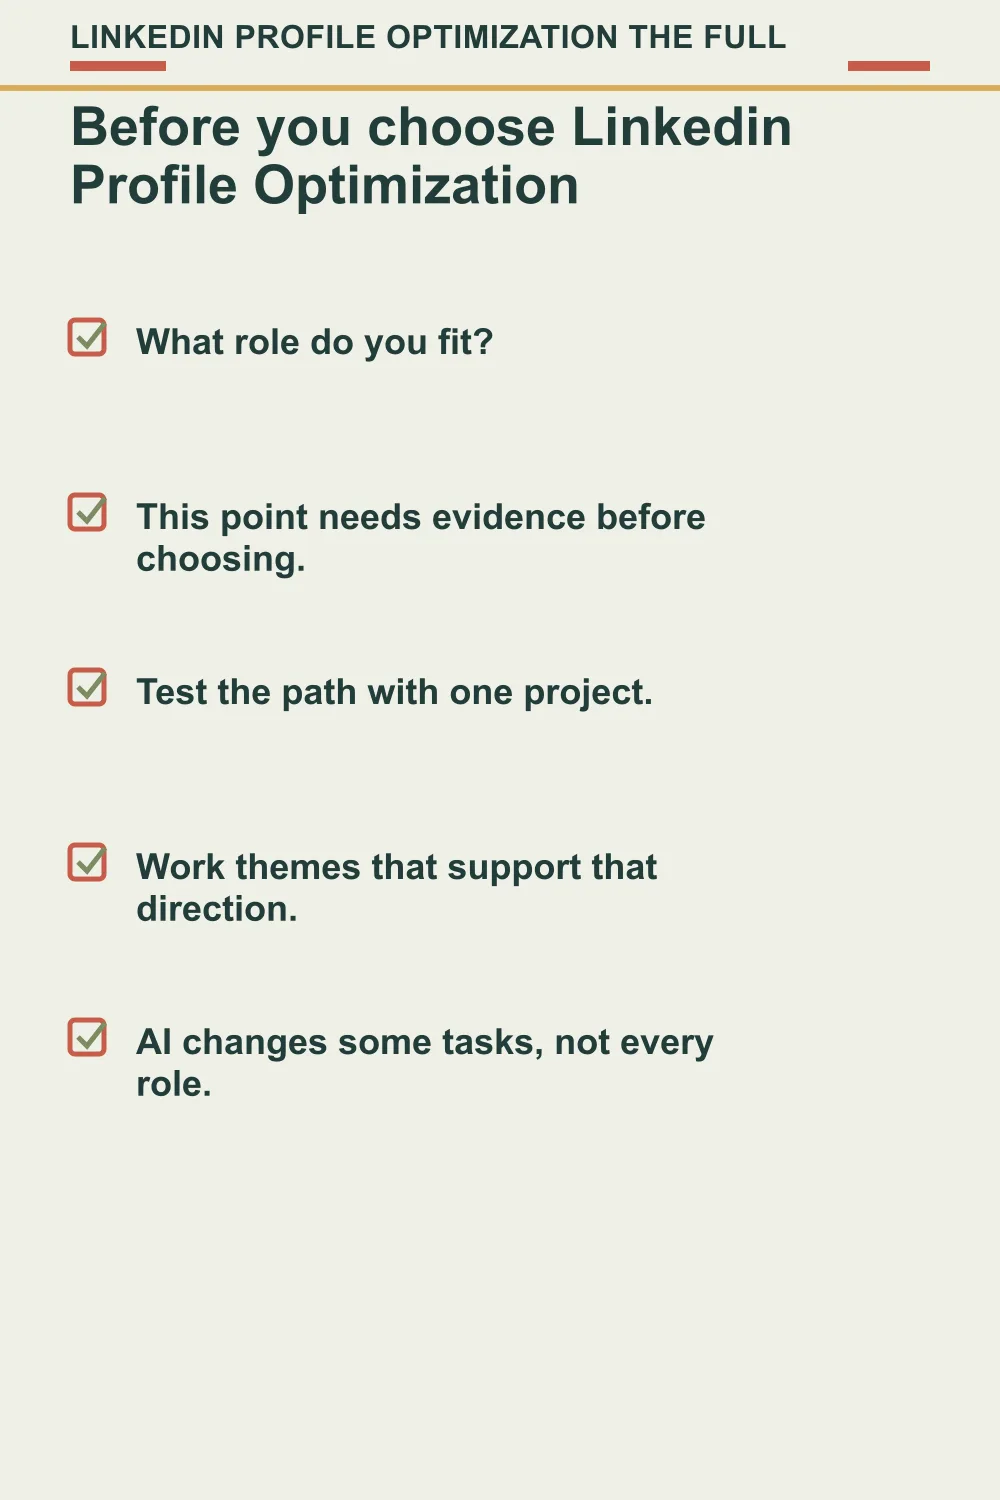 LINKEDIN PROFILE OPTIMIZATION THE FULL
Before you choose Linkedin
Profile Optimization
What role do you fit?
This point needs evidence before
choosing.
Test the path with one project.
Work themes that support that
direction.
AI changes some tasks, not every
role.